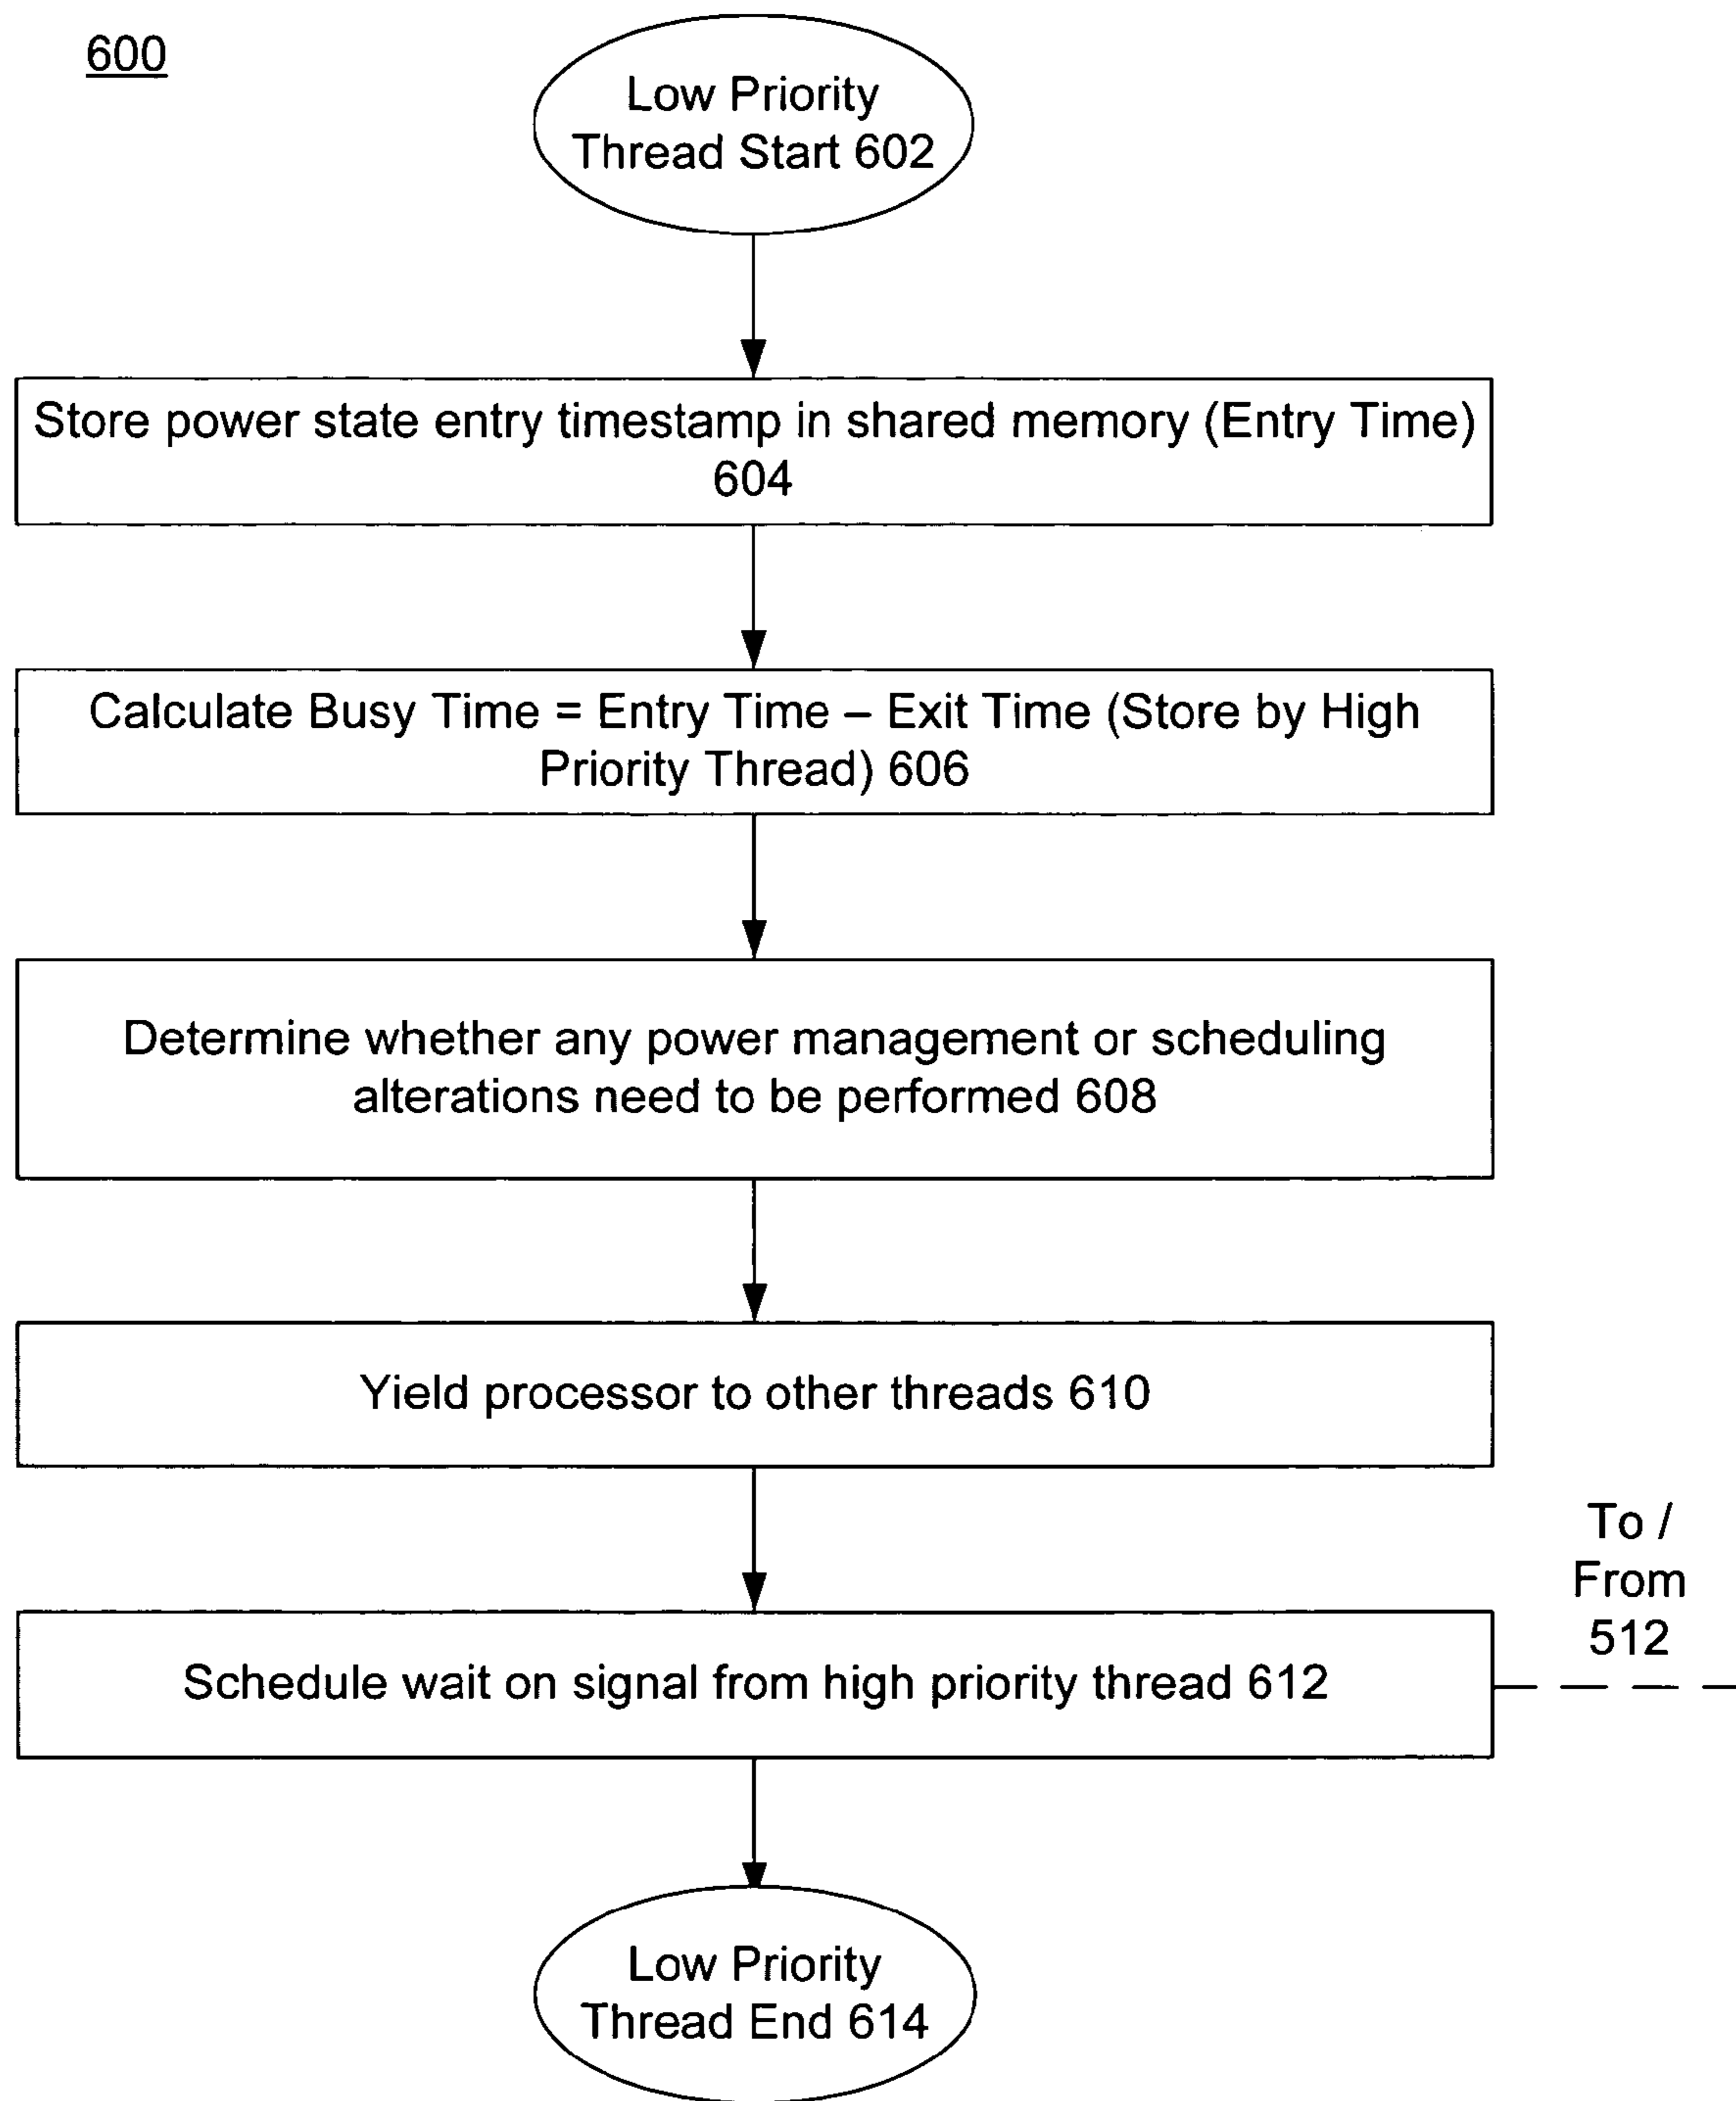 600
Low Priority
Thread Start 602
Store power state entry timestamp in shared memory (Entry Time)
604
Calculate Busy Time = Entry Time – Exit Time (Store by High
Priority Thread) 606
Determine whether any power management or scheduling
alterations need to be performed 608
Yield processor to other threads 610
To /
From
512
Schedule wait on signal from high priority thread 612
Low Priority
Thread End 614